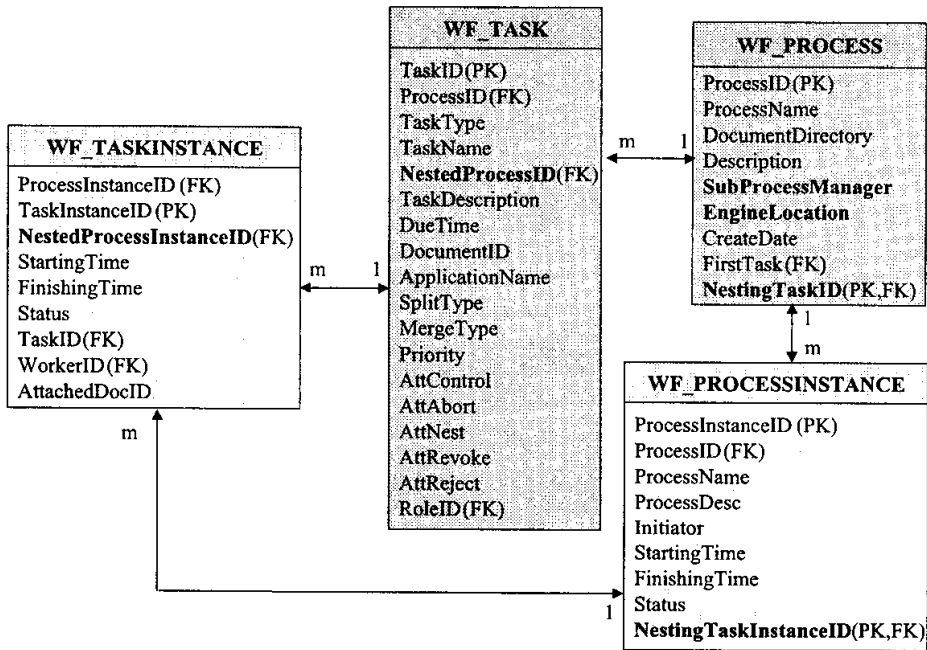 WF_TASK
TaskID(PK)
ProcessID(FK)
TaskType
TaskName
NestedProcessID(FK)
TaskDescription
DueTime
DocumentID
ApplicationName
SplitType
MergeType
Priority
AttControl
AttAbort
AttNest
AttRevoke
AttReject
RoleID(FK)
WF_PROCESS
ProcessID(PK)
ProcessName
DocumentDirectory
Description
SubProcessManager
EngineLocation
CreateDate
FirstTask(FK)
NestingTaskID(PK,FK)
m
1
WF_TASKINSTANCE
ProcessInstanceID (FK)
TaskInstanceID (PK)
NestedProcessInstanceID(FK)
StartingTime
FinishingTime
Status
TaskID(FK)
WorkerID(FK)
AttachedDocID
m
1
1
m
WF_PROCESSINSTANCE
ProcessInstanceID (PK)
ProcessID(FK)
ProcessName
ProcessDesc
Initiator
StartingTime
FinishingTime
Status
NestingTaskInstanceID(PK,FK)
m
1